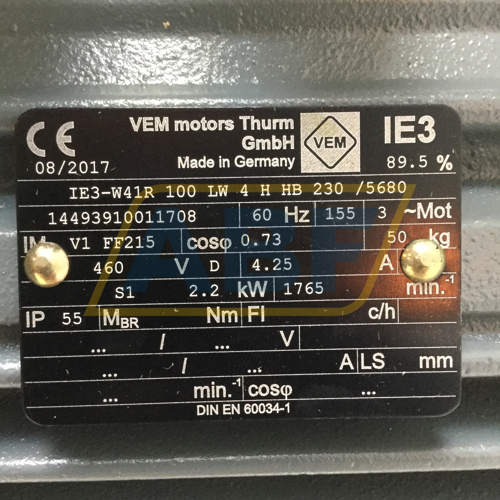 CE
08/2017
VEM motors Thurm
GmbH
Made in Germany
VEM
IE3
89.5 %
IE3-W41R 100 LW 4 H HB 230 /5680
14493910011708 60 Hz 155 3 ~Mot
IM V1 FF215 cosφ 0.73 50 kg
460 V D 4.25 A
S1 2.2 kW 1765 min.-1
IP 55 MBR Nm FI c/h
... / ... V
... / ... A LS mm
... min.-1 cosφ ...
DIN EN 60034-1
ABF